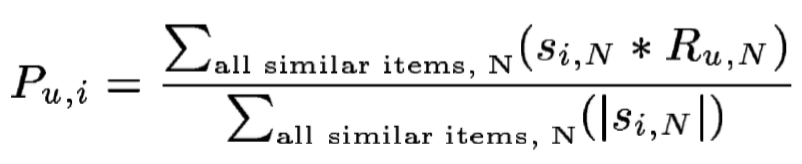 P_{u,i} = \frac{\sum_{\text{all similar items, N}}(s_{i,N} * R_{u,N})}{\sum_{\text{all similar items, N}}(|s_{i,N}|)}